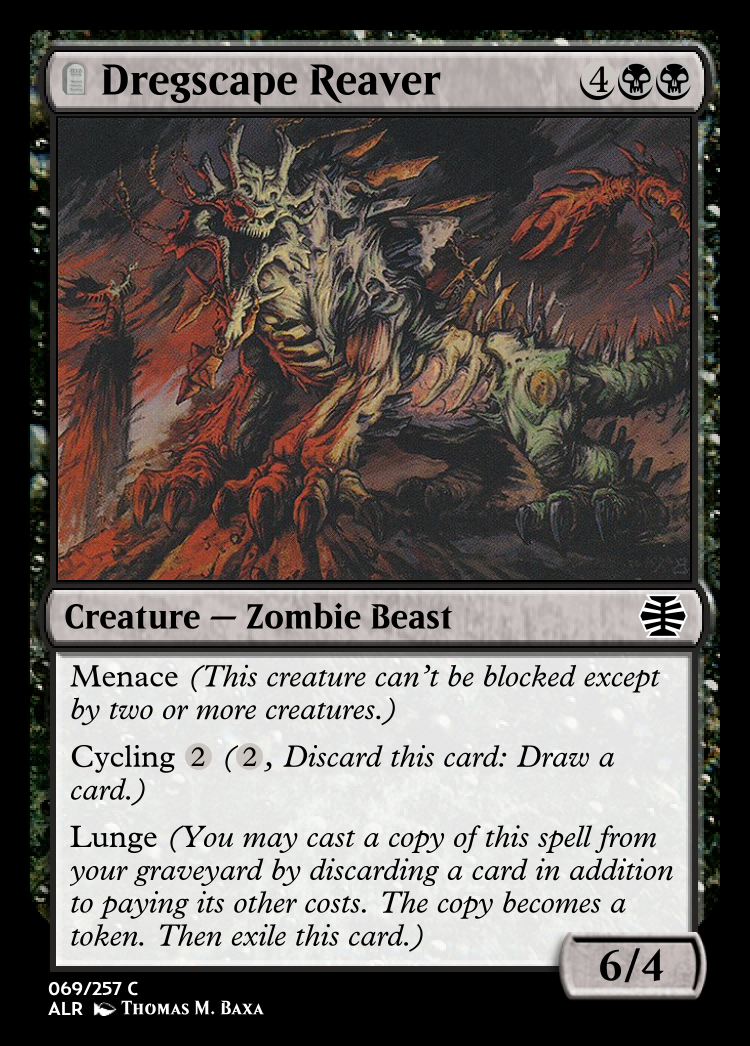 Dregscape Reaver 4
Creature — Zombie Beast
Menace (This creature can't be blocked except
by two or more creatures.)
Cycling 2 (2, Discard this card: Draw a
card.)
Lunge (You may cast a copy of this spell from
your graveyard by discarding a card in addition
to paying its other costs. The copy becomes a
token. Then exile this card.)
6/4
069/257 C
ALR Thomas M. Baxa